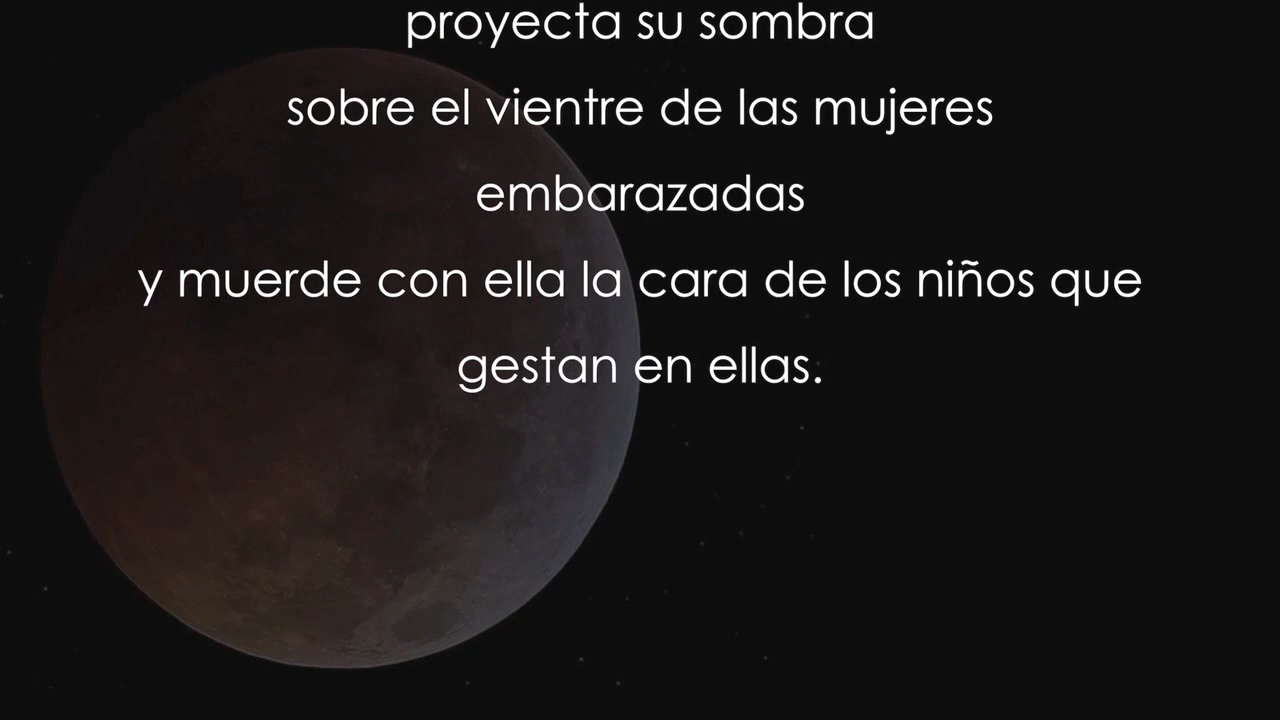 proyecta su sombra
sobre el vientre de las mujeres
embarazadas
y muerde con ella la cara de los niños que
gestan en ellas.